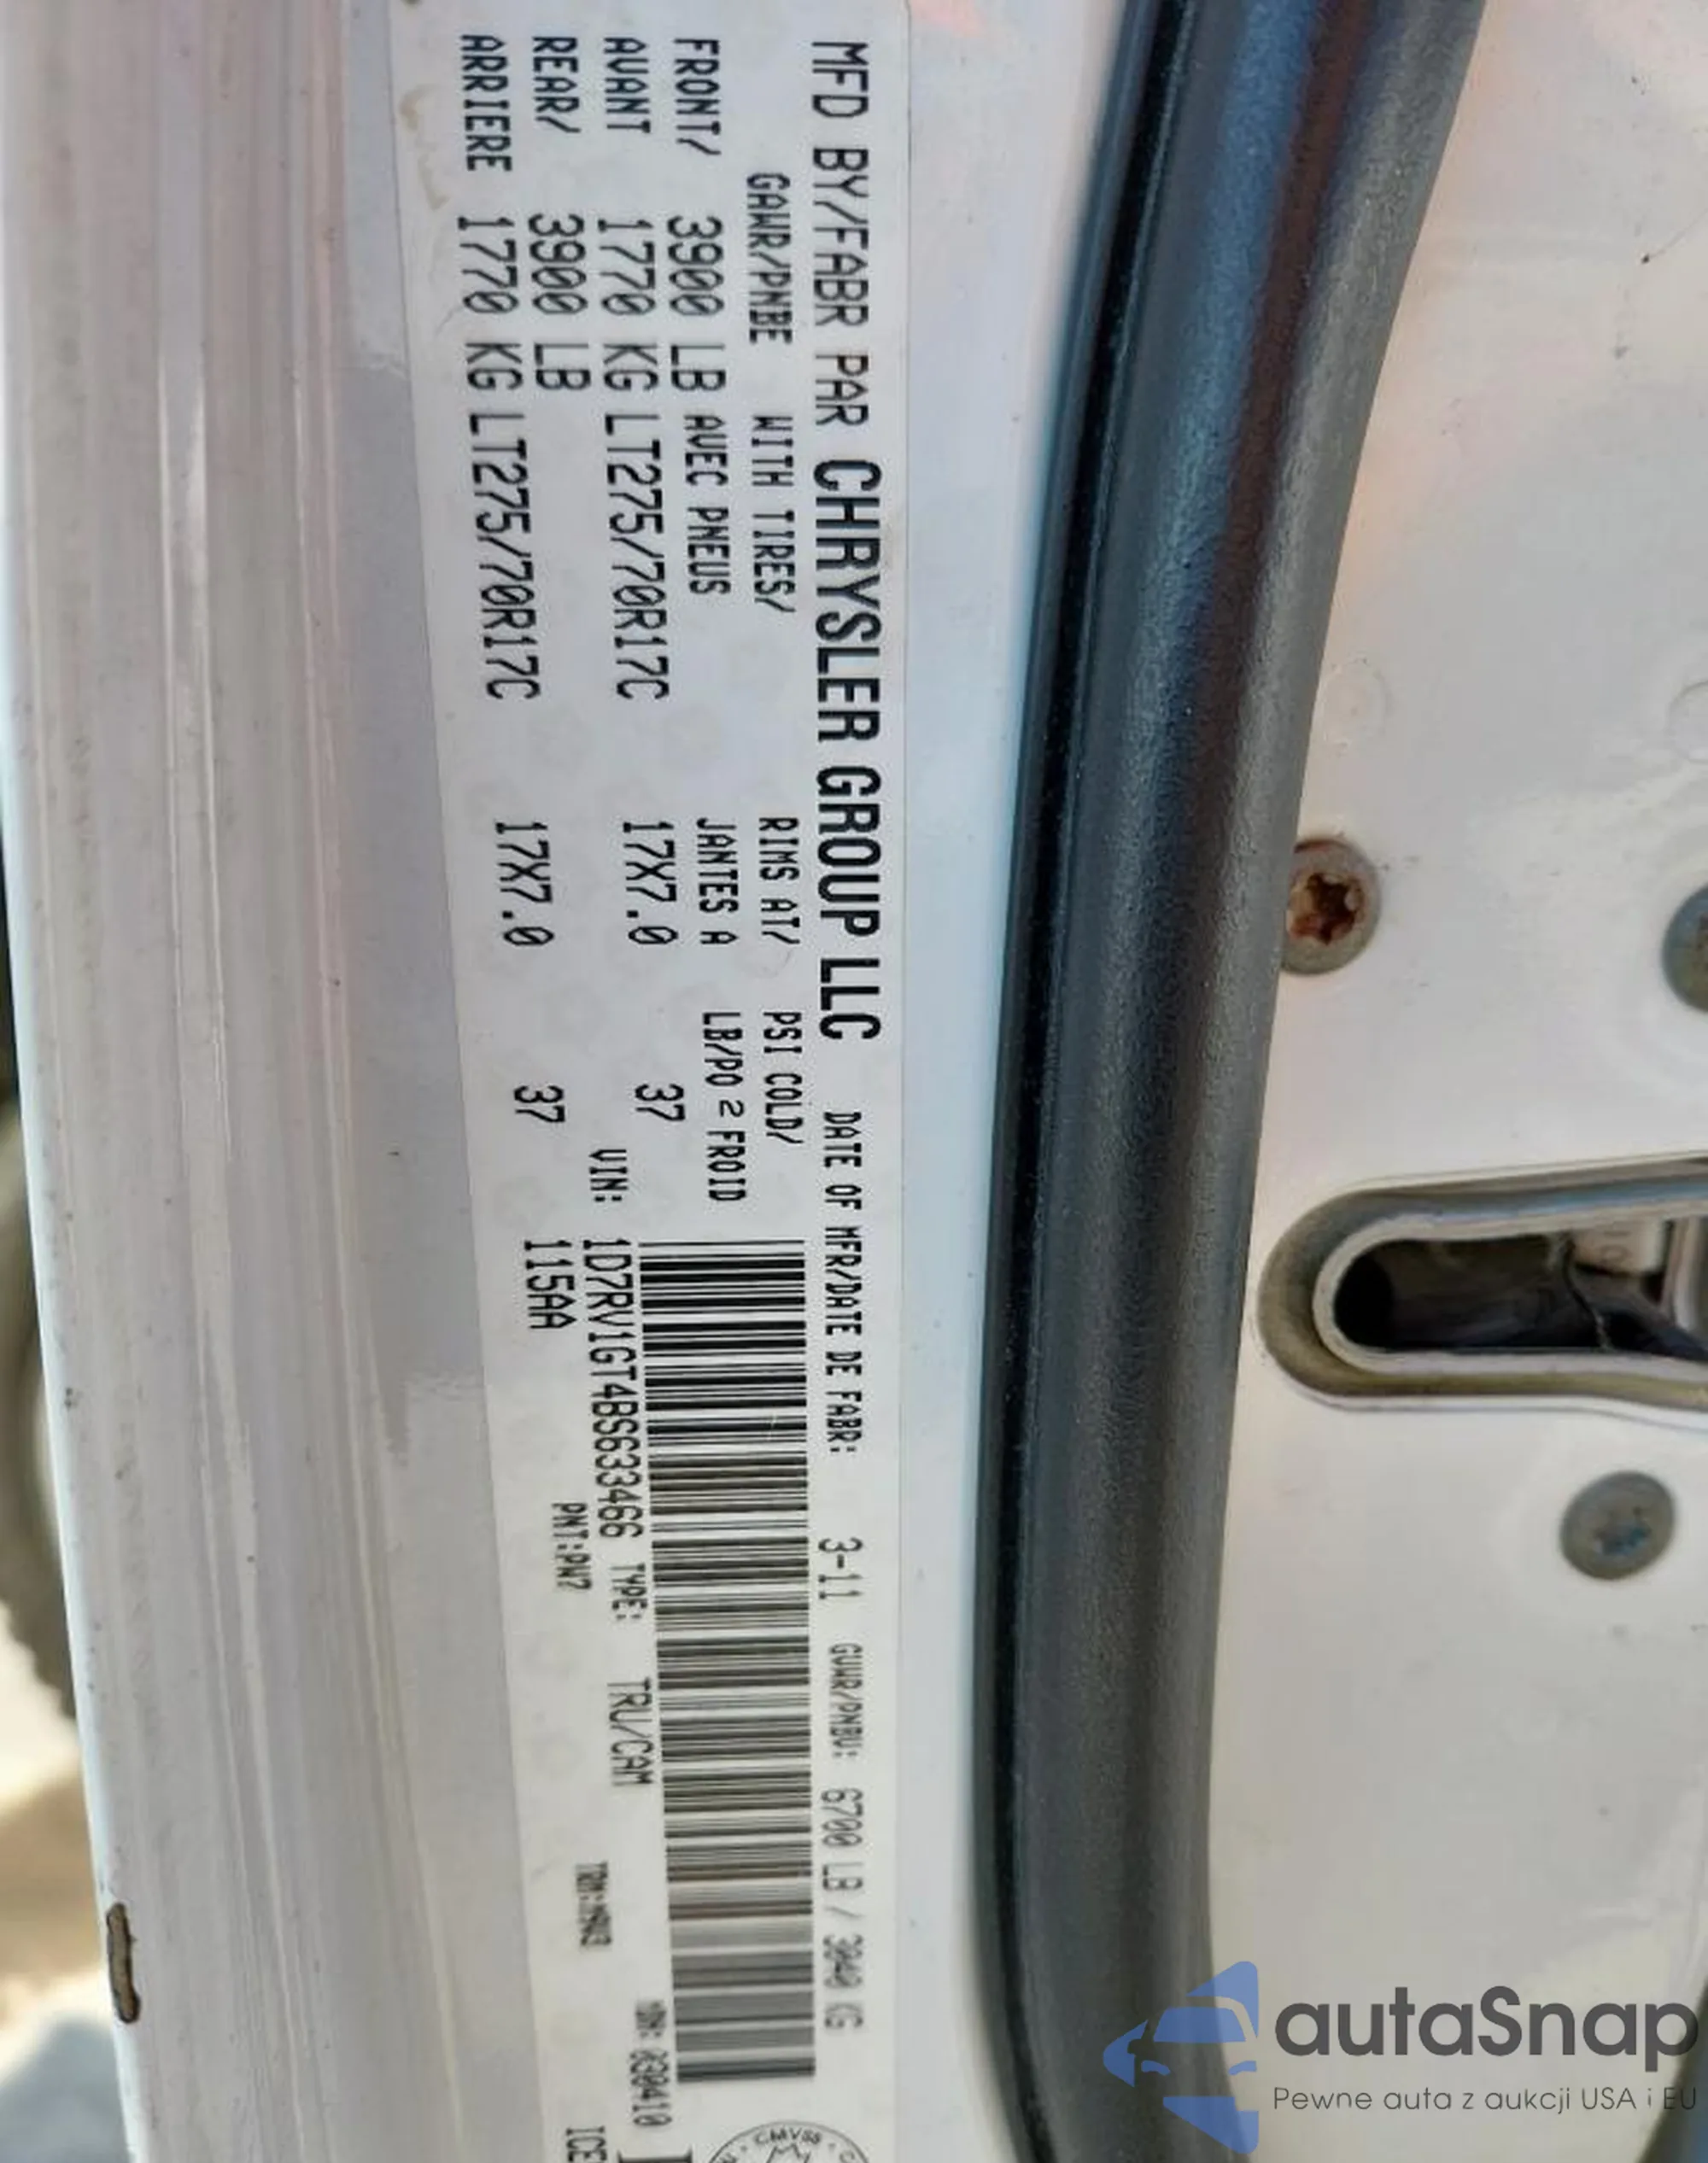 MFD BY/FABR PAR CHRYSLER GROUP LLC DATE OF MFR/DATE DE FABR: 3-11 GVWR/PNBV: 6700 LB / 3040 KG
GAWR/PNBE WITH TIRES/ RIMS AT/ PSI COLD/
FRONT/ 3900 LB AVEC PNEUS JANTES A LB/PO 2 FROID
AVANT 1770 KG LT275/70R17C 17X7.0 37
REAR/ 3900 LB
ARRIERE 1770 KG LT275/70R17C 17X7.0 37
VIN: 1D7RV1GT4BS633466 TYPE: TRU/CAM
115AA PNT:PW7
CMVSS
autaSnap
Pewne auta z aukcji USA i EU